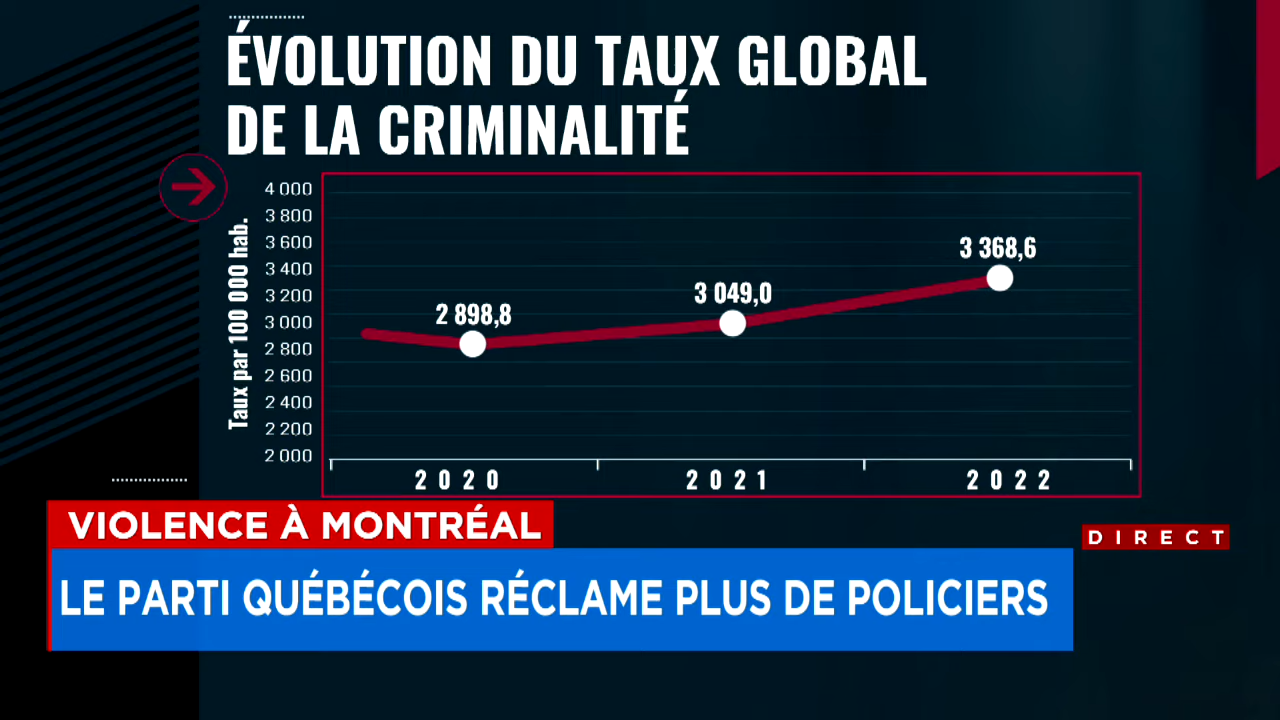 ÉVOLUTION DU TAUX GLOBAL
DE LA CRIMINALITÉ
Taux par 100 000 hab.
4 000
3 800
3 600
3 400
3 200
3 000
2 800
2 600
2 400
2 200
2 000
2 898,8
3 049,0
3 368,6
2020
2021
2022
VIOLENCE À MONTRÉAL
DIRECT
LE PARTI QUÉBÉCOIS RÉCLAME PLUS DE POLICIERS